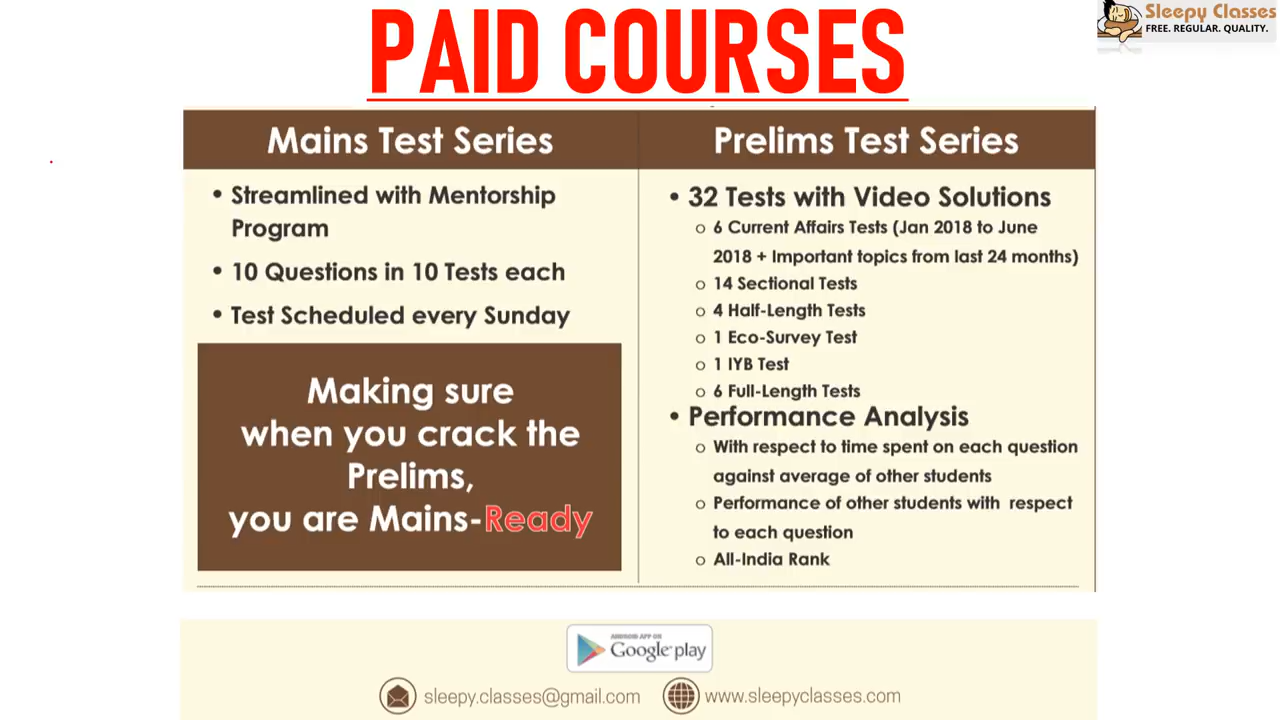 PAID COURSES
Sleepy Classes
FREE. REGULAR. QUALITY.
Mains Test Series
• Streamlined with Mentorship
Program
• 10 Questions in 10 Tests each
• Test Scheduled every Sunday
Making sure
when you crack the
Prelims,
you are Mains-Ready
Prelims Test Series
• 32 Tests with Video Solutions
o 6 Current Affairs Tests (Jan 2018 to June
2018 + Important topics from last 24 months)
o 14 Sectional Tests
o 4 Half-Length Tests
o 1 Eco-Survey Test
o 1 IYB Test
o 6 Full-Length Tests
• Performance Analysis
o With respect to time spent on each question
against average of other students
o Performance of other students with respect
to each question
o All-India Rank
ANDROID APP ON
Google play
sleepy.classes@gmail.com
www.sleepyclasses.com